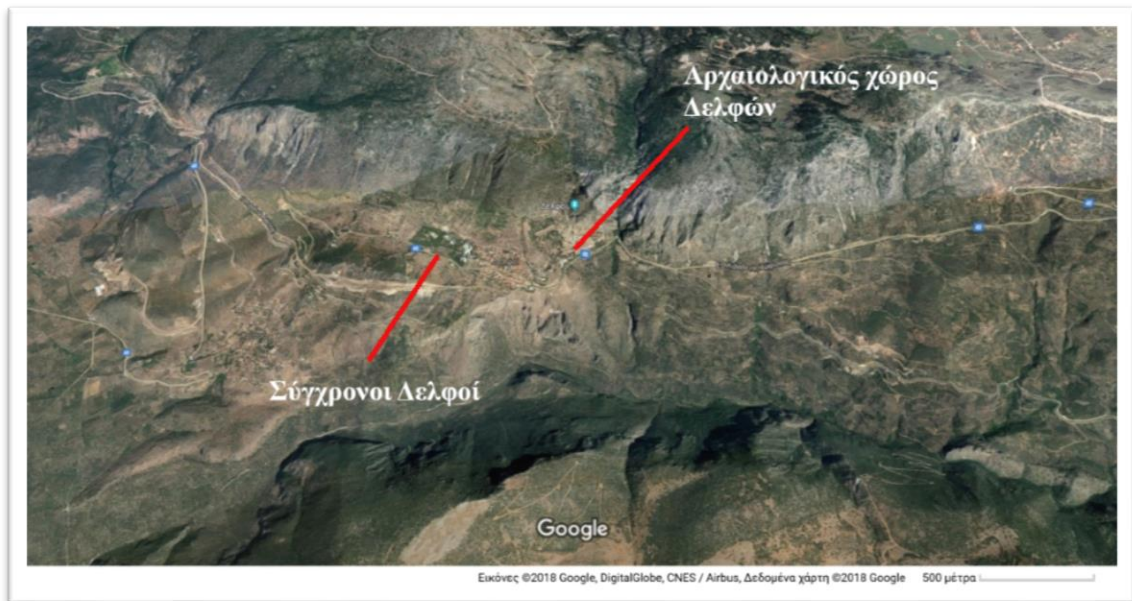 Αρχαιολογικός χώρος
Δελφών
Σύγχρονοι Δελφοί
Google
Εικόνες ©2018 Google, DigitalGlobe, CNES / Airbus, Δεδομένα χάρτη ©2018 Google 500 μέτρα